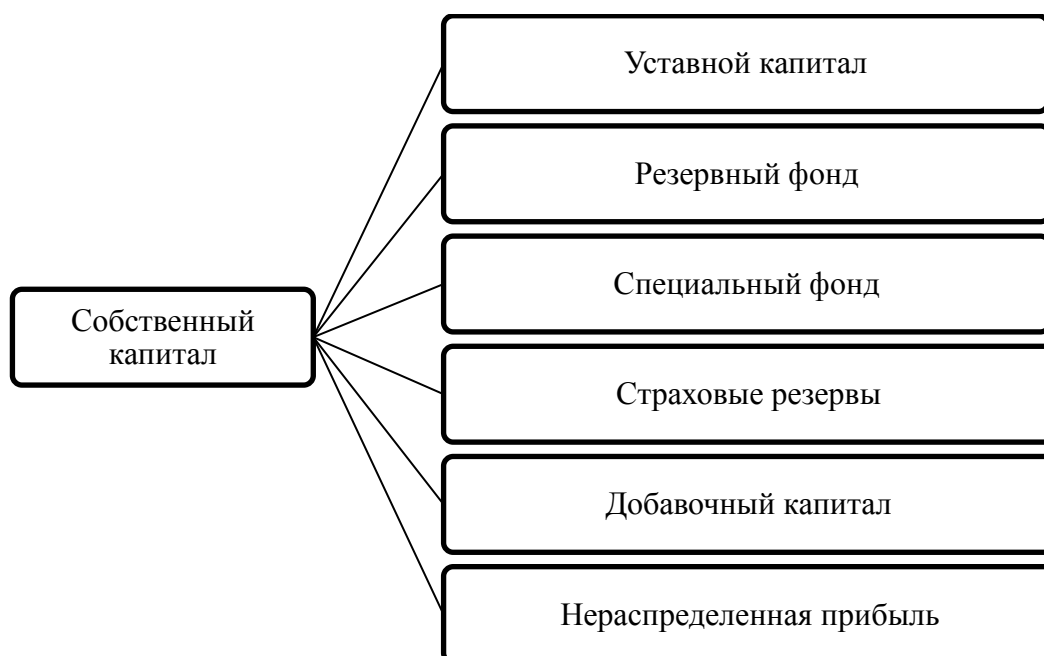 Уставной капитал
Резервный фонд
Специальный фонд
Собственный
капитал
Страховые резервы
Добавочный капитал
Нераспределенная прибыль